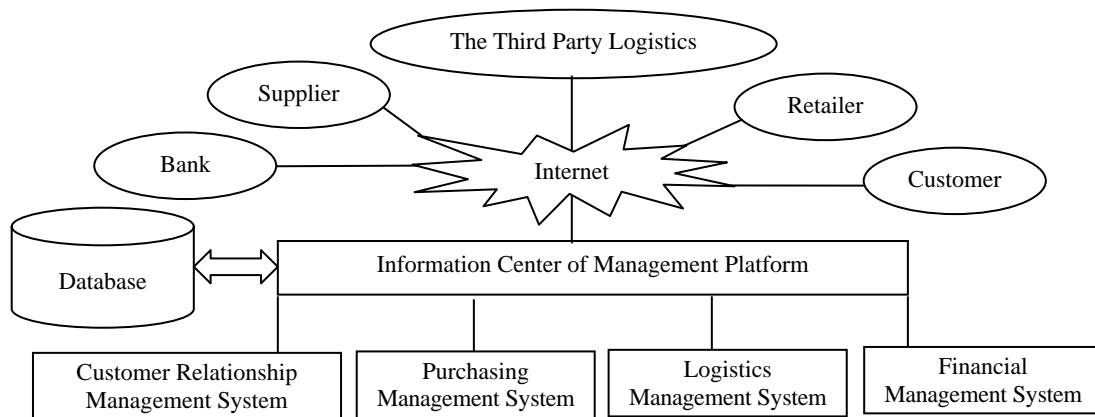 The Third Party Logistics
Supplier
Retailer
Bank
Internet
Customer
Information Center of Management Platform
Database
Customer Relationship
Management System
Purchasing
Management System
Logistics
Management System
Financial
Management System